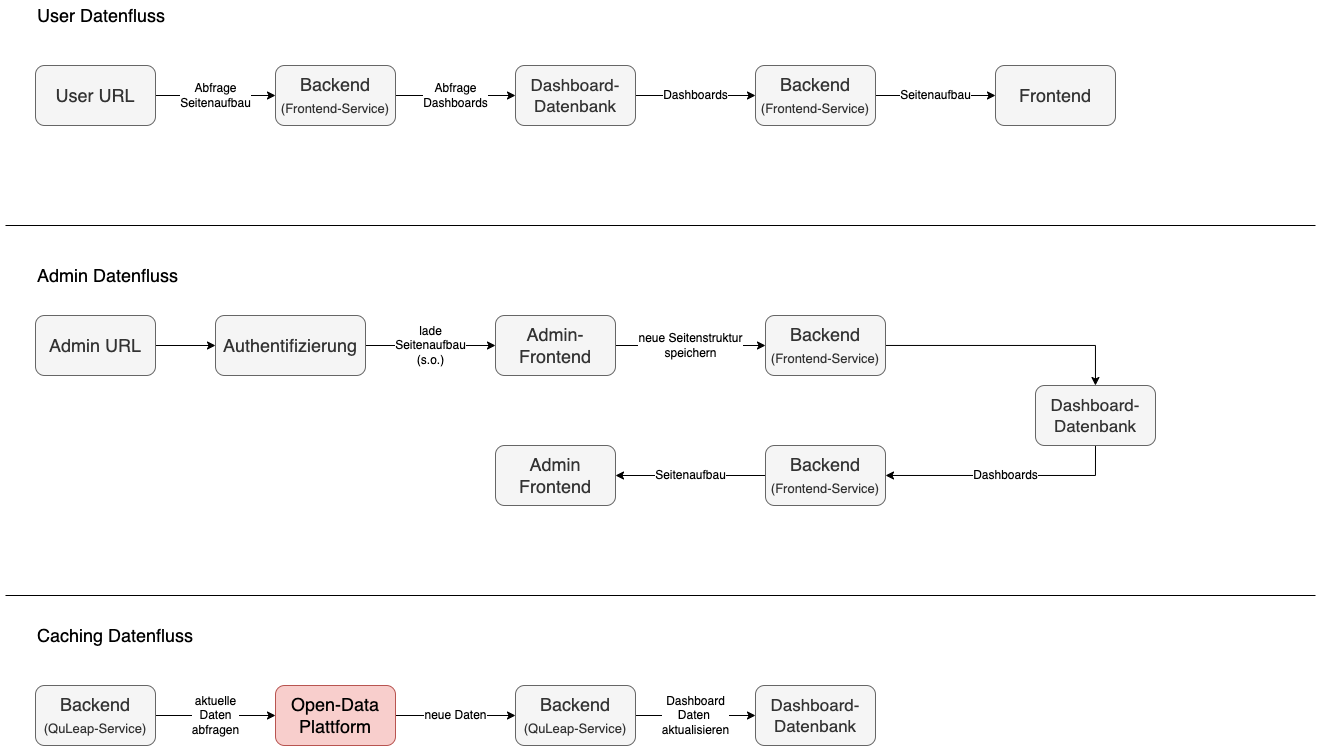 User Datenfluss
User URL
Abfrage
Seitenaufbau
Backend
(Frontend-Service)
Abfrage
Dashboards
Dashboard-
Datenbank
Dashboards
Backend
(Frontend-Service)
Seitenaufbau
Frontend
Admin Datenfluss
Admin URL
Authentifizierung
lade
Seitenaufbau
(s.o.)
Admin-
Frontend
neue Seitenstruktur
speichern
Backend
(Frontend-Service)
Dashboard-
Datenbank
Dashboards
Backend
(Frontend-Service)
Seitenaufbau
Admin
Frontend
Caching Datenfluss
Backend
(QuLeap-Service)
aktuelle
Daten
abfragen
Open-Data
Plattform
neue Daten
Backend
(QuLeap-Service)
Dashboard
Daten
aktualisieren
Dashboard-
Datenbank